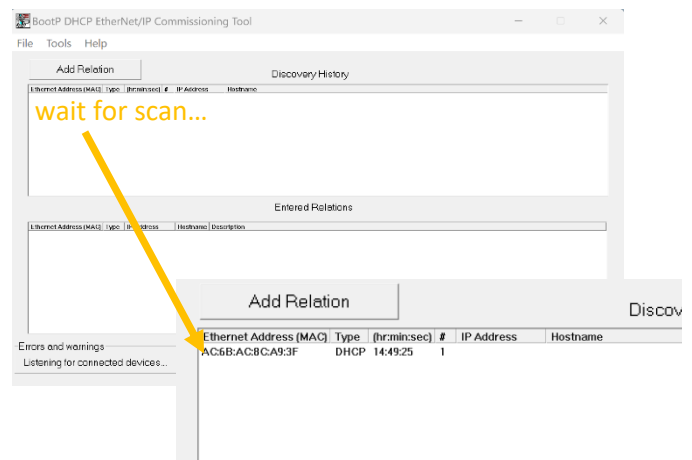 BootP DHCP EtherNet/IP Commissioning Tool
File Tools Help
Add Relation
Discovery History
Ethernet Address (MAC) Type (hr:min:sec) # IP Address Hostname
wait for scan...
Entered Relations
Ethernet Address (MAC) Type IP Address Hostname Description
Errors and warnings
Listening for connected devices...
Add Relation
Discov
Ethernet Address (MAC) Type (hr:min:sec) # IP Address Hostname
AC:6B:AC:8C:A9:3F DHCP 14:49:25 1